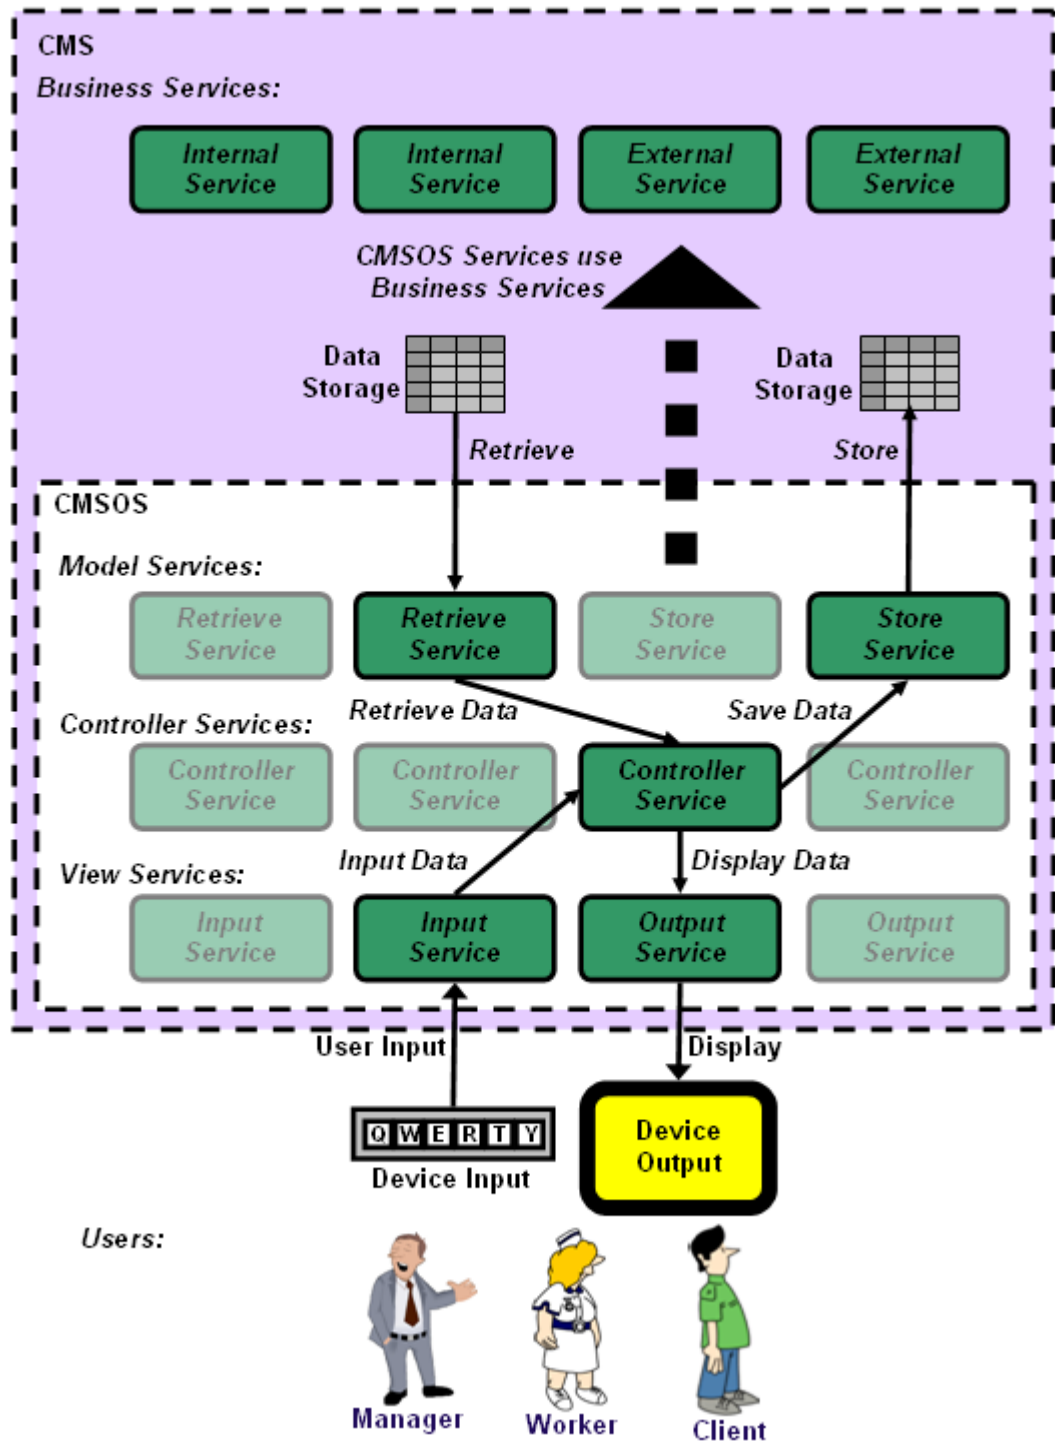 CMS
Business Services:
Internal
Service
Internal
Service
External
Service
External
Service
CMSOS Services use
Business Services
Data
Storage
Data
Storage
Retrieve
Store
CMSOS
Model Services:
Retrieve
Service
Retrieve
Service
Store
Service
Store
Service
Retrieve Data
Save Data
Controller Services:
Controller
Service
Controller
Service
Controller
Service
Controller
Service
Input Data
Display Data
View Services:
Input
Service
Input
Service
Output
Service
Output
Service
User Input
Display
Q W E R T Y
Device Input
Device
Output
Users:
Manager
Worker
Client